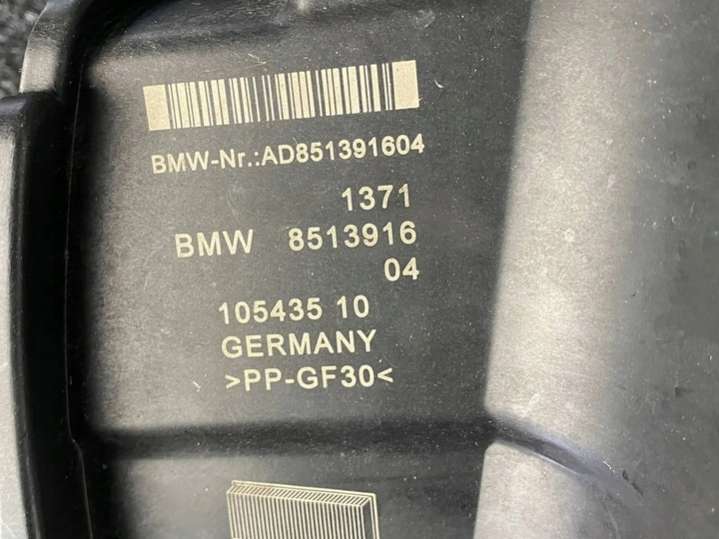 BMW-Nr.:AD851391604
1371
BMW 8513916
04
105435 10
GERMANY
>PP-GF30<